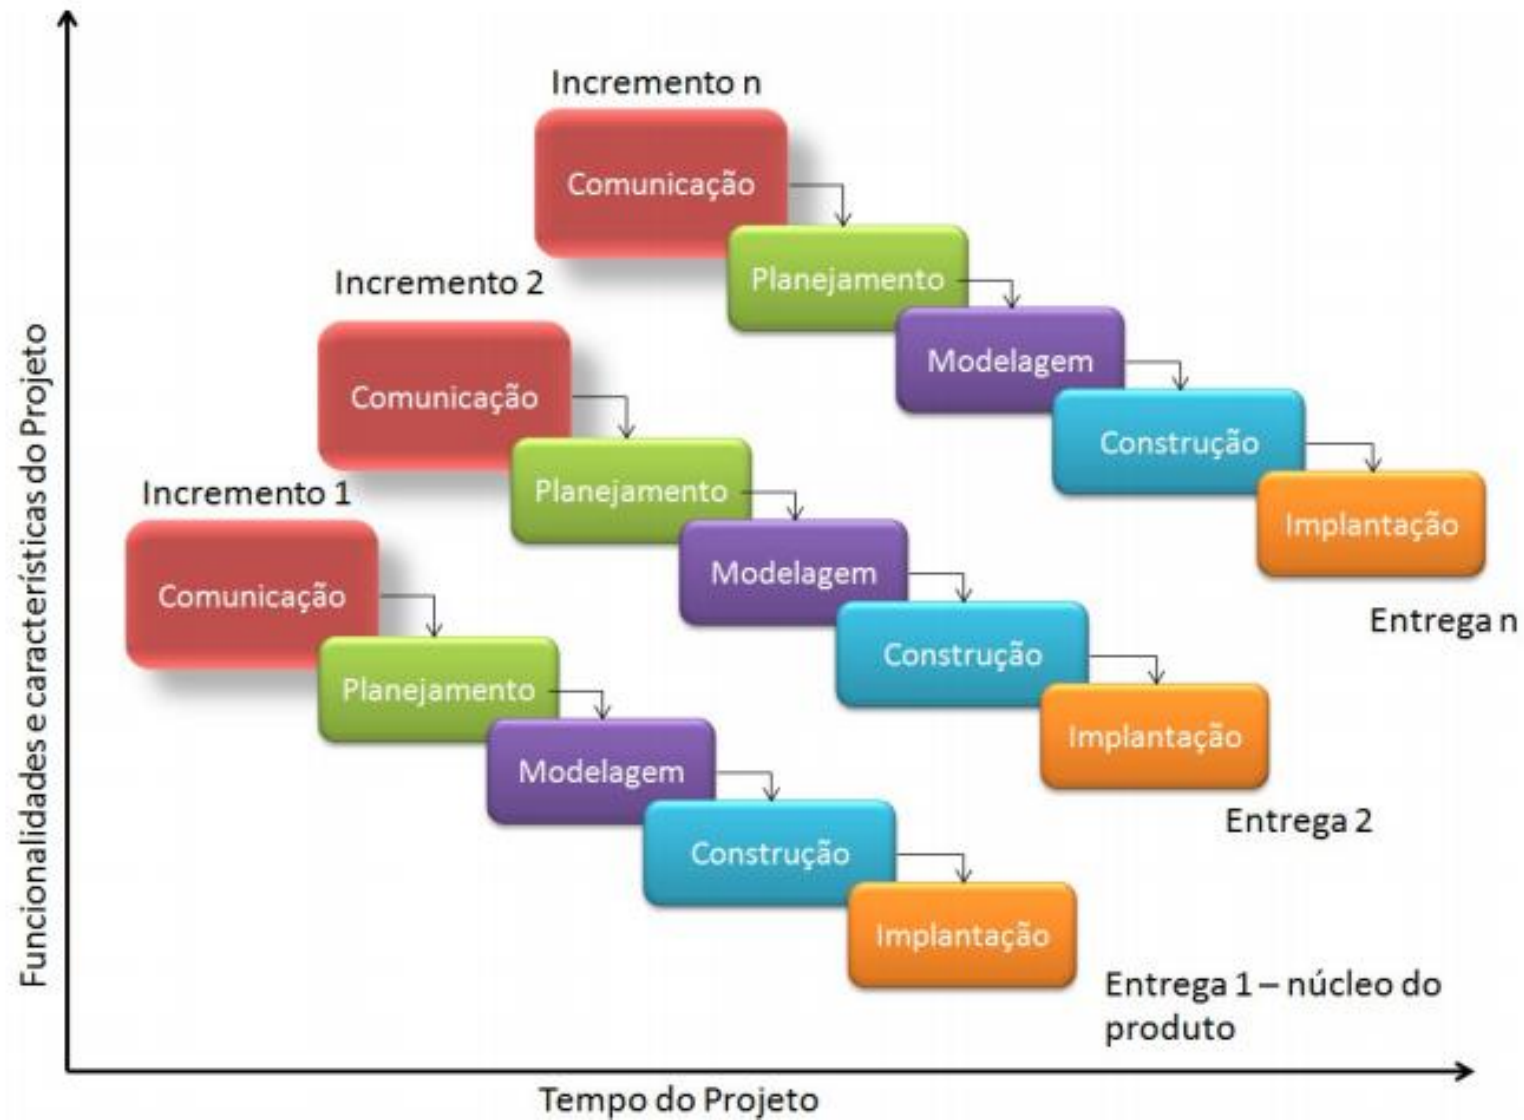 Funcionalidades e características do Projeto
Incremento n
Comunicação
Planejamento
Modelagem
Construção
Implantação
Entrega n
Incremento 2
Comunicação
Planejamento
Modelagem
Construção
Implantação
Entrega 2
Incremento 1
Comunicação
Planejamento
Modelagem
Construção
Implantação
Entrega 1 – núcleo do
produto
Tempo do Projeto